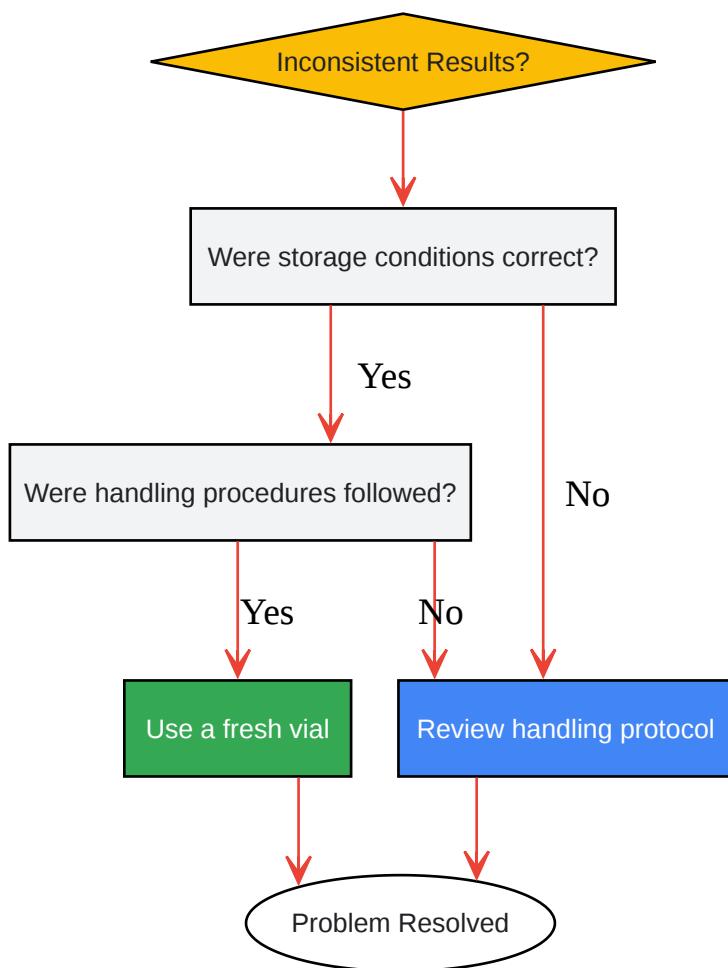 Inconsistent Results?
Were storage conditions correct?
Yes
Were handling procedures followed?
No
Yes
No
Use a fresh vial
Review handling protocol
Problem Resolved